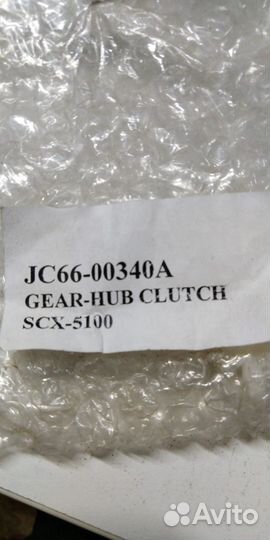 JC66-00340A
GEAR-HUB CLUTCH
SCX-5100
Avito